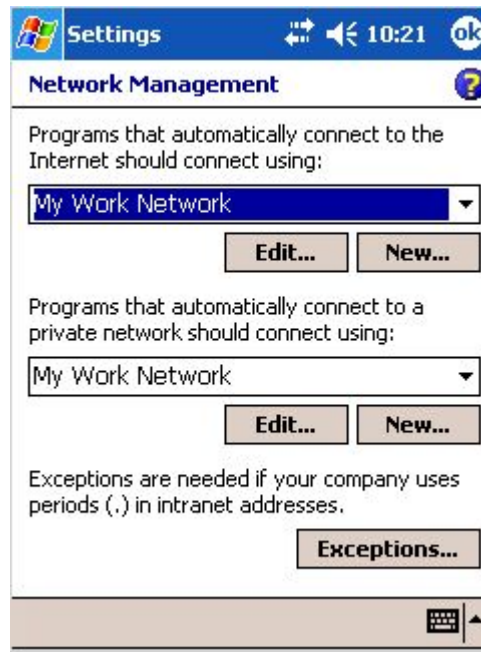 Settings 10:21 ok
Network Management
Programs that automatically connect to the
Internet should connect using:
My Work Network
Edit... New...
Programs that automatically connect to a
private network should connect using:
My Work Network
Edit... New...
Exceptions are needed if your company uses
periods (.) in intranet addresses.
Exceptions...